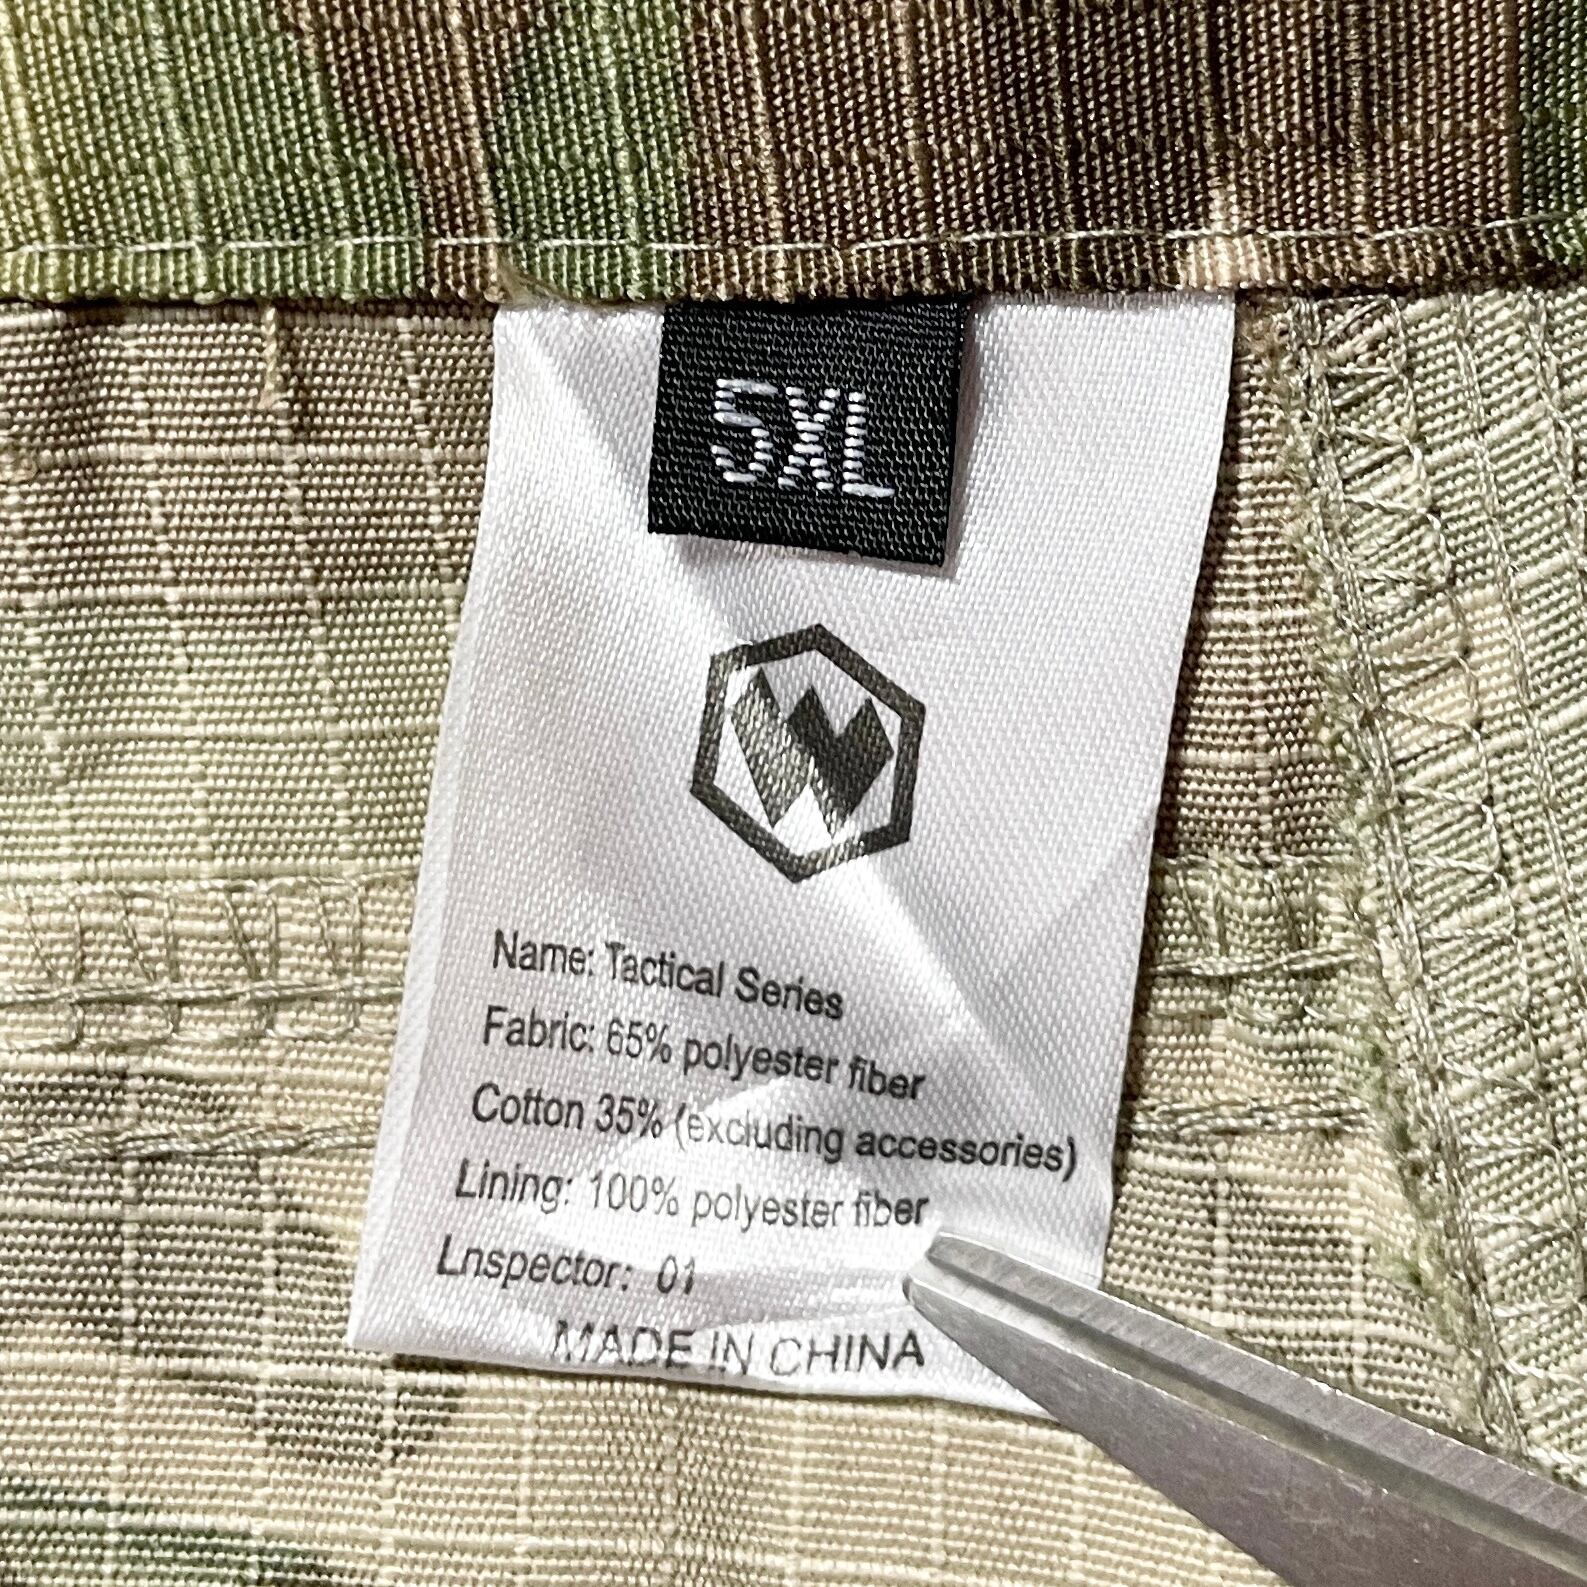 5XL
Name: Tactical Series
Fabric: 65% polyester fiber
Cotton 35% (excluding accessories)
Lining: 100% polyester fiber
Lnspector: 01
MADE IN CHINA